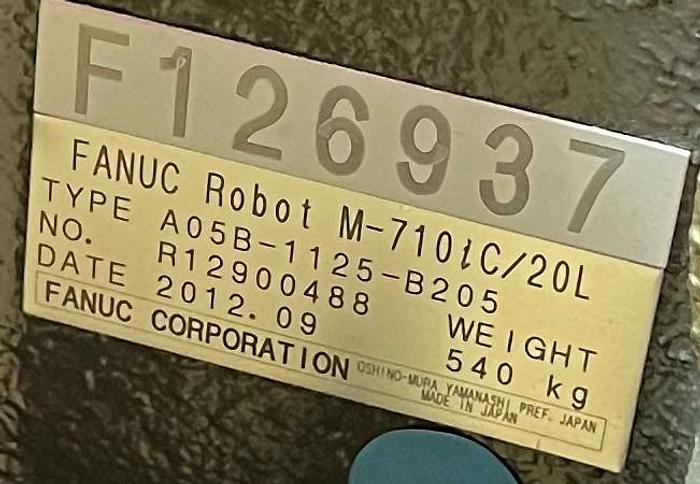 F126937
FANUC Robot M-710iC/20L
TYPE A05B-1125-B205
NO. R12900488 WEIGHT
DATE 2012.09 540 kg
FANUC CORPORATION OSHINO-MURA, YAMANASHI PREF. JAPAN
MADE IN JAPAN